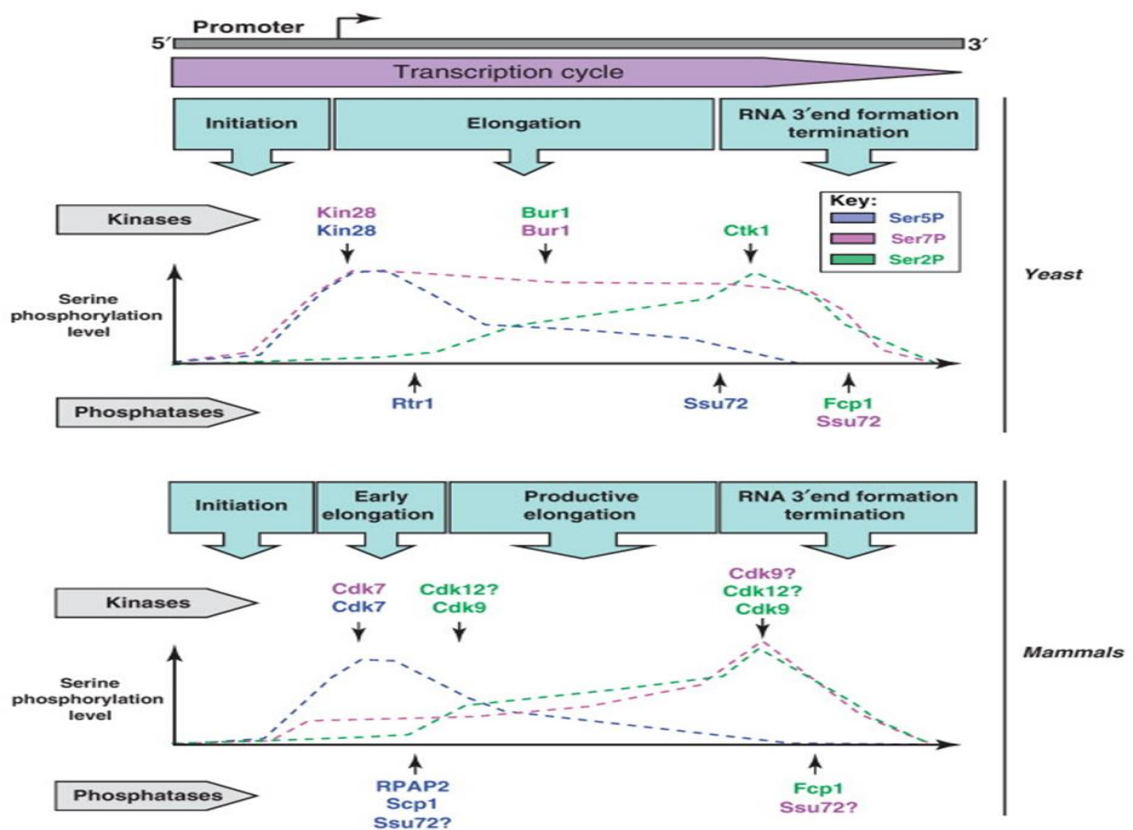 Promoter
5′
3′
Transcription cycle
Initiation
Elongation
RNA 3′end formation
termination
Kinases
Kin28
Kin28
Bur1
Bur1
Ctk1
Key:
Ser5P
Ser7P
Ser2P
Yeast
Serine
phosphorylation
level
Phosphatases
Rtr1
Ssu72
Fcp1
Ssu72
Initiation
Early
elongation
Productive
elongation
RNA 3′end formation
termination
Kinases
Cdk7
Cdk7
Cdk12?
Cdk9
Cdk9?
Cdk12?
Cdk9
Mammals
Serine
phosphorylation
level
Phosphatases
RPAP2
Scp1
Ssu72?
Fcp1
Ssu72?